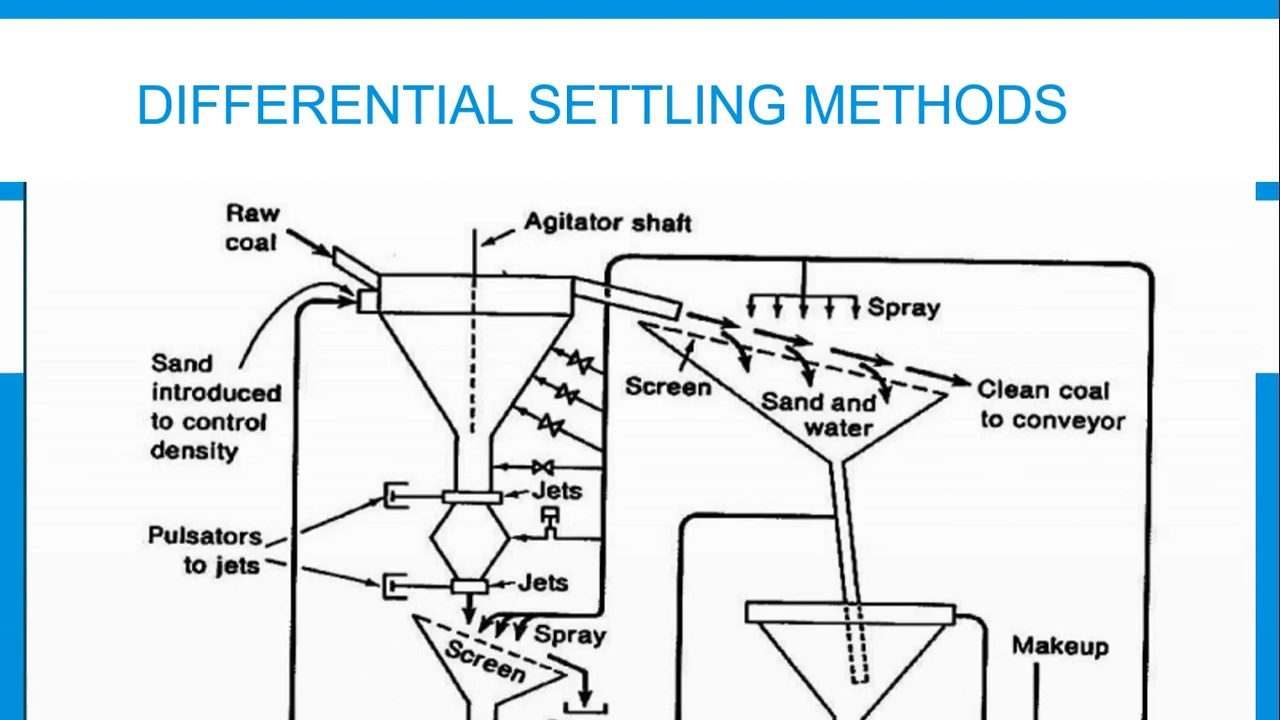 DIFFERENTIAL SETTLING METHODS
Raw
coal
Agitator shaft
Spray
Sand
introduced
to control
density
Screen
Sand and
water
Clean coal
to conveyor
Jets
Pulsators
to jets
Jets
Spray
Screen
Makeup